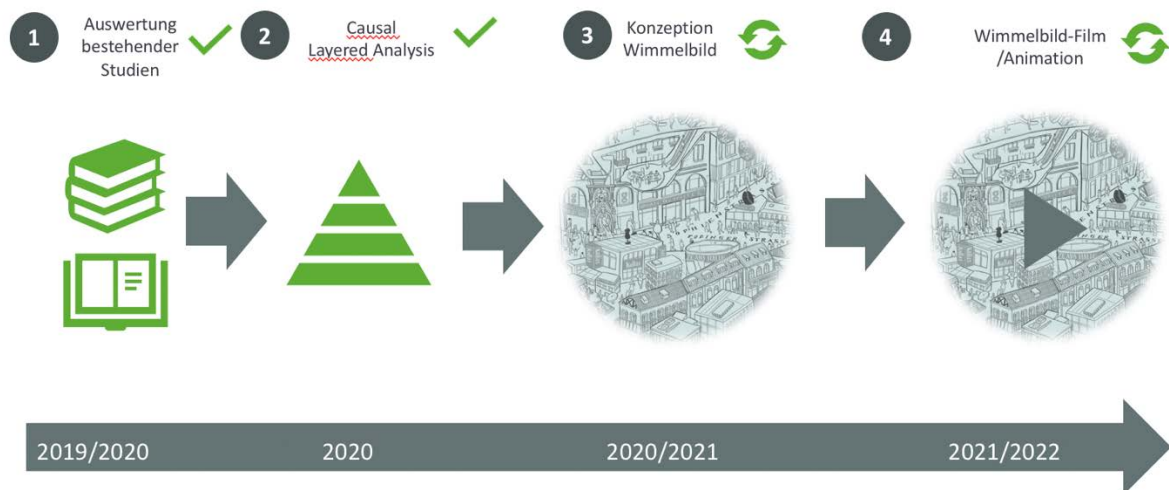 1
Auswertung
bestehender
Studien
2
Causal
Layered Analysis
3
Konzeption
Wimmelbild
4
Wimmelbild-Film
/Animation
2019/2020
2020
2020/2021
2021/2022